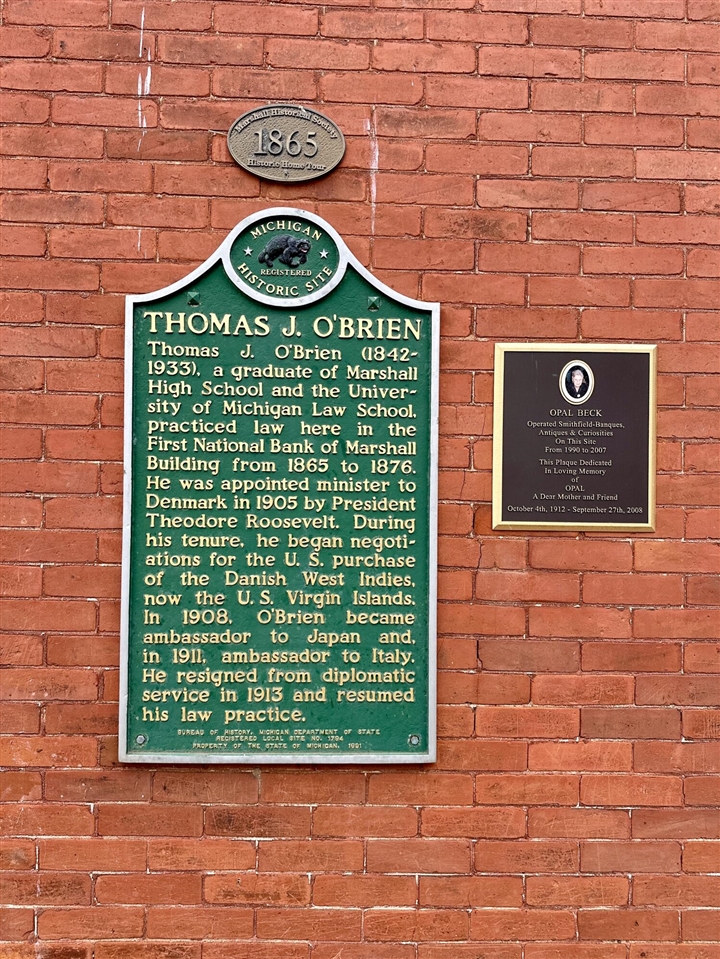 Marshall Historical Society
1865
Historic Home Tour
MICHIGAN
REGISTERED
HISTORIC SITE
THOMAS J. O'BRIEN
Thomas J. O'Brien (1842-
1933), a graduate of Marshall
High School and the Univer-
sity of Michigan Law School,
practiced law here in the
First National Bank of Marshall
Building from 1865 to 1876.
He was appointed minister to
Denmark in 1905 by President
Theodore Roosevelt. During
his tenure, he began negoti-
ations for the U.S. purchase
of the Danish West Indies,
now the U.S. Virgin Islands.
In 1908, O'Brien became
ambassador to Japan and,
in 1911, ambassador to Italy.
He resigned from diplomatic
service in 1913 and resumed
his law practice.
BUREAU OF HISTORY, MICHIGAN DEPARTMENT OF STATE
REGISTERED LOCAL SITE NO. 1794
PROPERTY OF THE STATE OF MICHIGAN, 1991
OPAL BECK
Operated Smithfield-Banques,
Antiques & Curiosities
On This Site
From 1990 to 2007
This Plaque Dedicated
In Loving Memory
of
OPAL
A Dear Mother and Friend
October 4th, 1912 - September 27th, 2008